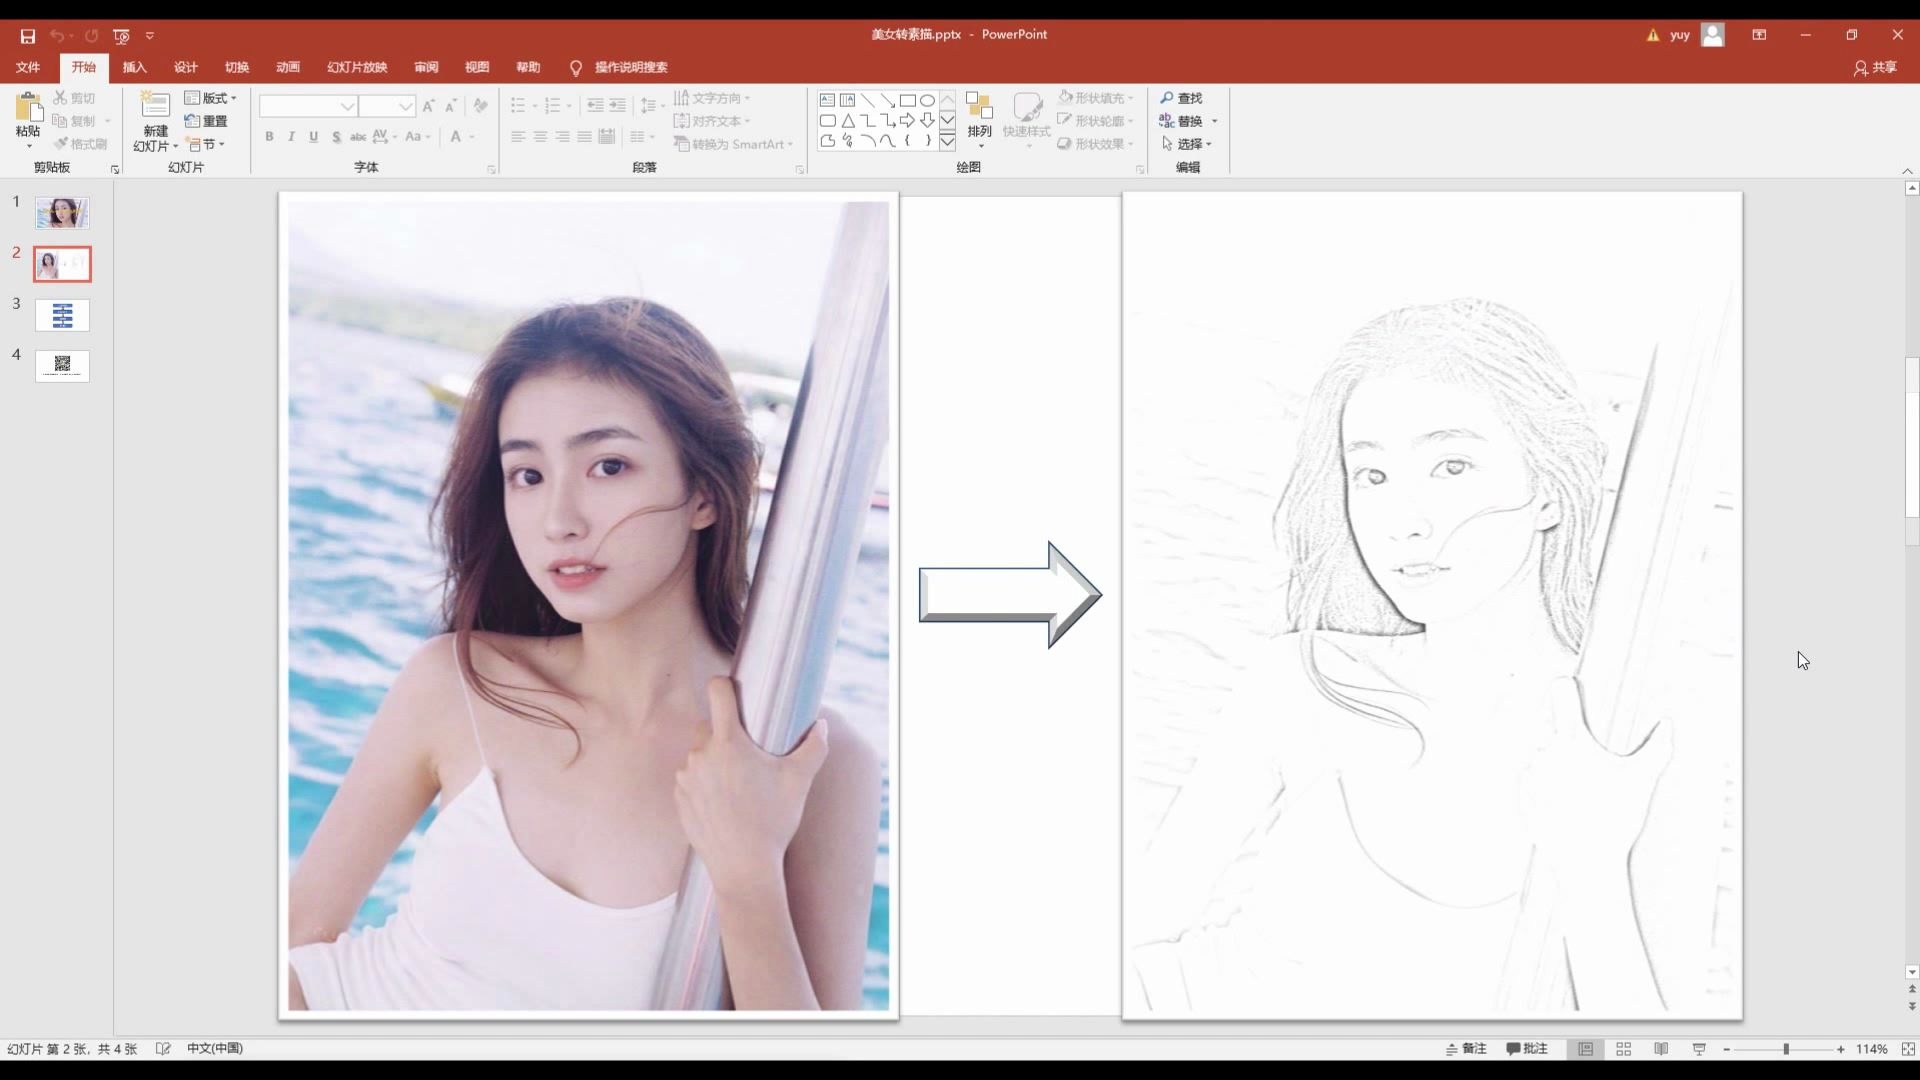 美女转素描.pptx - PowerPoint
yuy
文件 开始 插入 设计 切换 动画 幻灯片放映 审阅 视图 帮助 操作说明搜索 共享
粘贴 剪切 复制 格式刷 剪贴板
新建 幻灯片 版式 重置 节 幻灯片
B I U S abc AV Aa A 字体
文字方向 对齐文本 转换为 SmartArt 段落
排列 快速样式 形状填充 形状轮廓 形状效果 绘图
查找 替换 选择 编辑
1
2
3
4
幻灯片 第 2 张，共 4 张 中文(中国) 备注 批注 114%